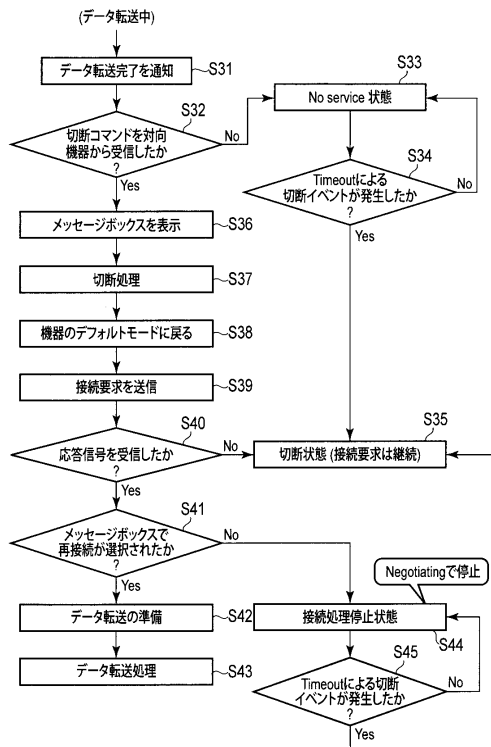 (データ転送中)
データ転送完了を通知
S31
切断コマンドを対向
機器から受信したか
?
S32
No
Yes
No service 状態
S33
Timeoutによる
切断イベントが発生したか
?
S34
No
Yes
メッセージボックスを表示
S36
切断処理
S37
機器のデフォルトモードに戻る
S38
接続要求を送信
S39
応答信号を受信したか
?
S40
No
Yes
切断状態 (接続要求は継続)
S35
メッセージボックスで
再接続が選択されたか
?
S41
No
Yes
Negotiatingで停止
データ転送の準備
S42
接続処理停止状態
S44
データ転送処理
S43
Timeoutによる切断
イベントが発生したか
?
S45
No
Yes